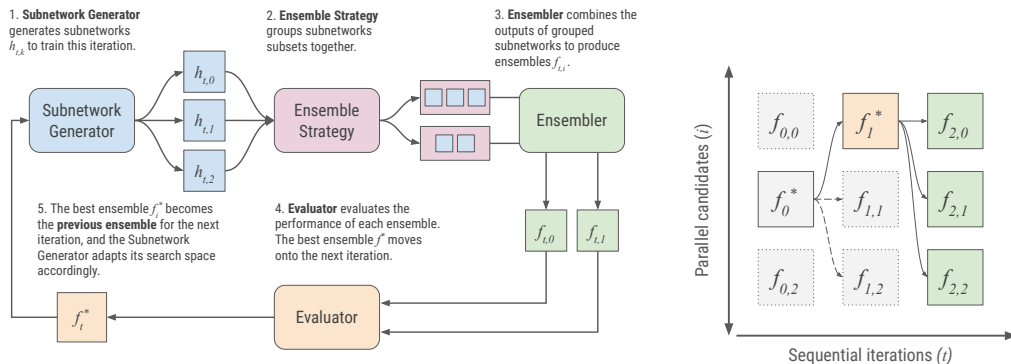 1. Subnetwork Generator
generates subnetworks
h_{t,k} to train this iteration.
2. Ensemble Strategy
groups subnetworks
subsets together.
3. Ensembler combines the
outputs of grouped
subnetworks to produce
ensembles f_{t,i}.
Subnetwork
Generator
h_{t,0}
h_{t,1}
h_{t,2}
Ensemble
Strategy
Ensembler
5. The best ensemble f_i^* becomes
the previous ensemble for the next
iteration, and the Subnetwork
Generator adapts its search space
accordingly.
4. Evaluator evaluates the
performance of each ensemble.
The best ensemble f^* moves
onto the next iteration.
f_{t,0}
f_{t,1}
f_t^*
Evaluator
Parallel candidates (i)
f_{0,0}
f_1^*
f_{2,0}
f_0^*
f_{1,1}
f_{2,1}
f_{0,2}
f_{1,2}
f_{2,2}
Sequential iterations (t)